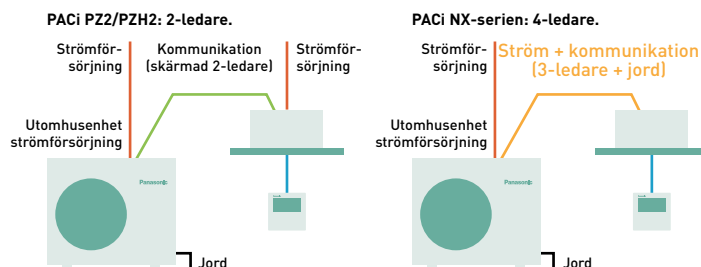 PACi PZ2/PZH2: 2-ledare.
Strömför-
sörjning
Kommunikation
(skärmad 2-ledare)
Strömför-
sörjning
Utomhusenhet
strömförsörjning
Panasonic
Jord
PACi NX-serien: 4-ledare.
Strömför-
sörjning
Ström + kommunikation
(3-ledare + jord)
Utomhusenhet
strömförsörjning
Panasonic
Jord